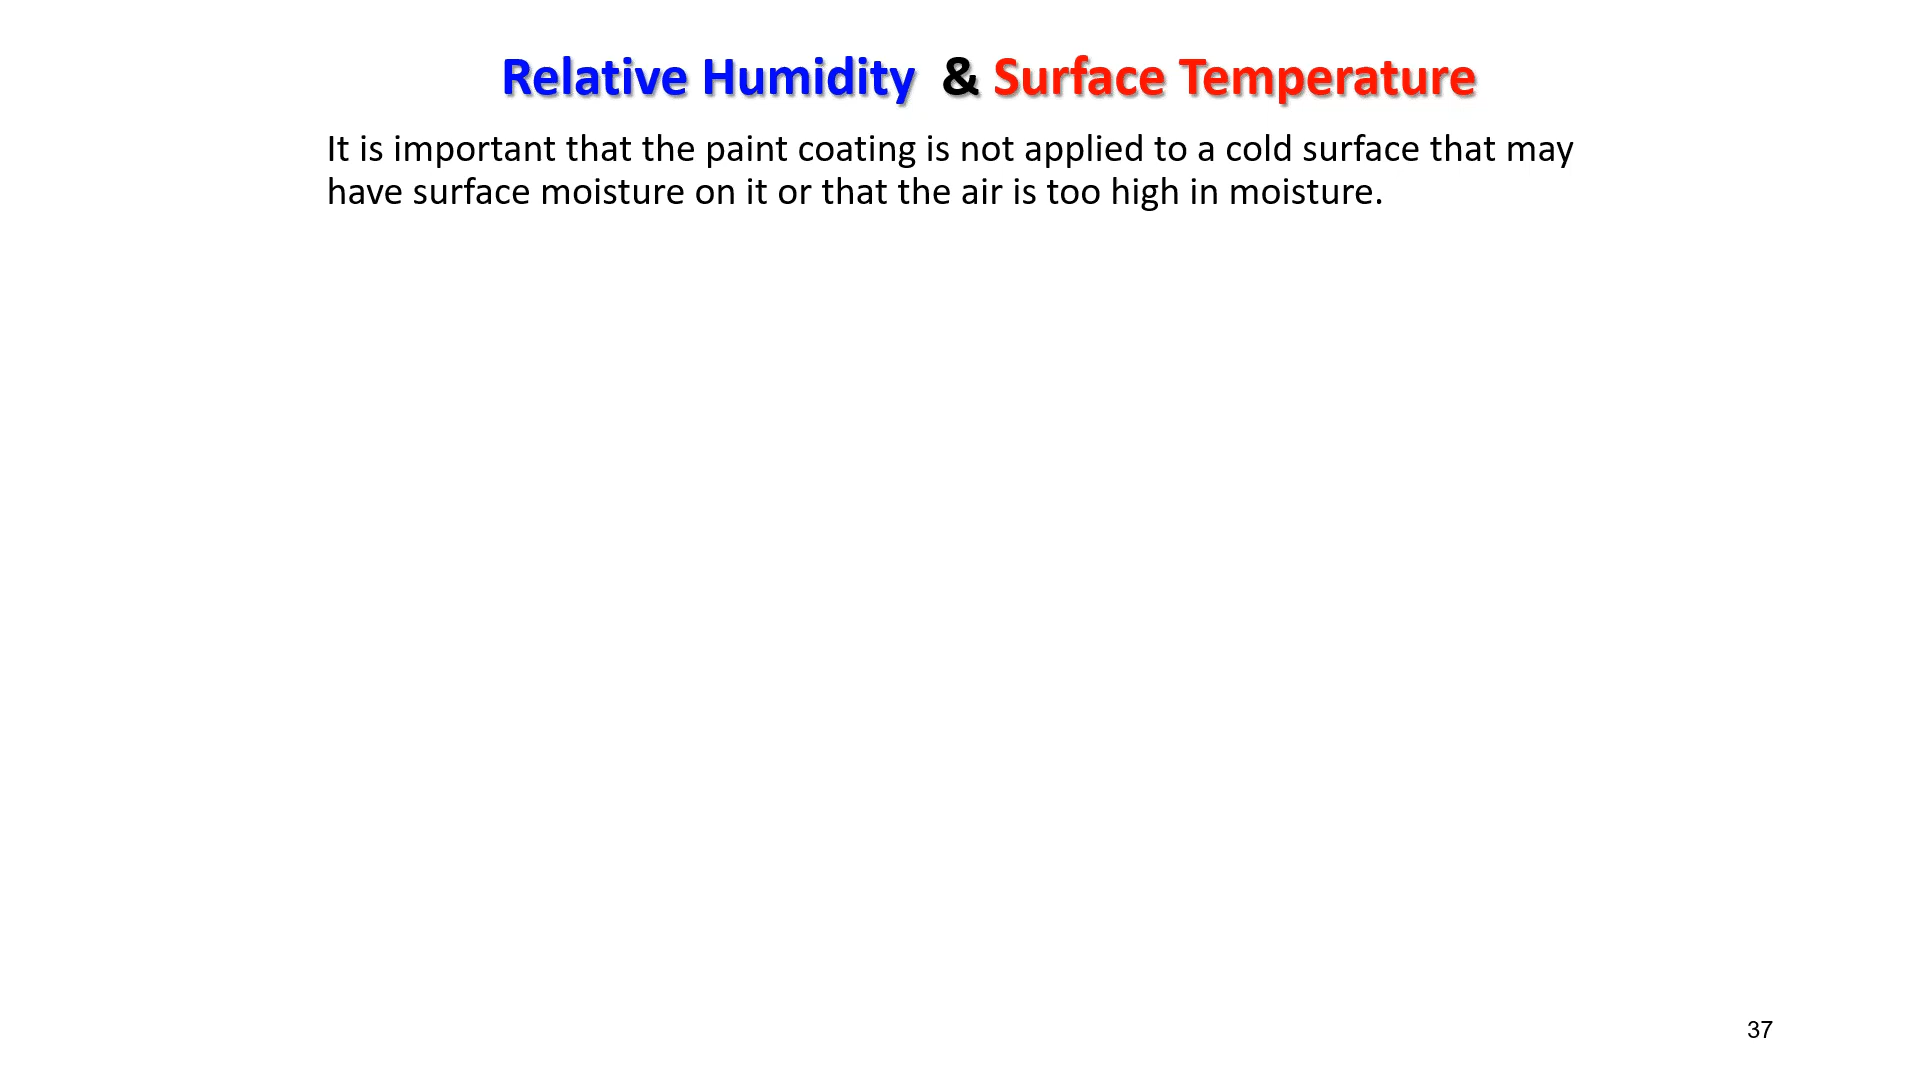 Relative Humidity & Surface Temperature
It is important that the paint coating is not applied to a cold surface that may
have surface moisture on it or that the air is too high in moisture.
37